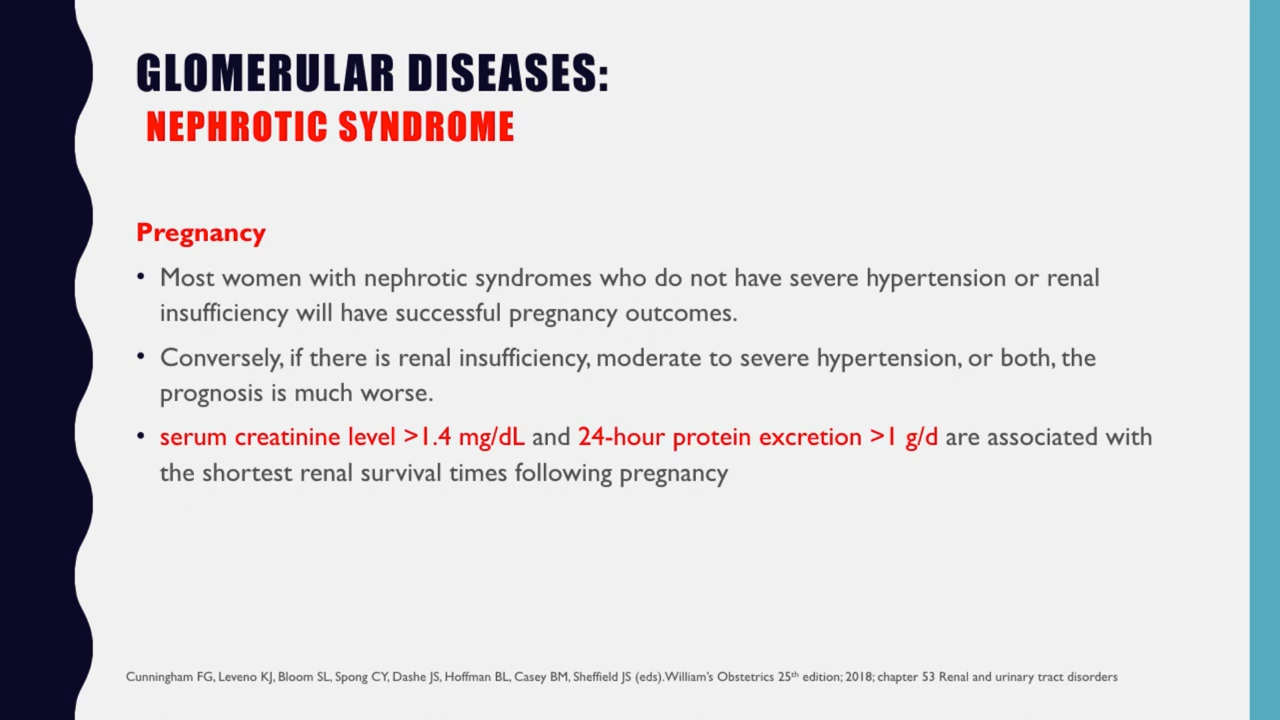 GLOMERULAR DISEASES:
NEPHROTIC SYNDROME
Pregnancy
• Most women with nephrotic syndromes who do not have severe hypertension or renal
insufficiency will have successful pregnancy outcomes.
• Conversely, if there is renal insufficiency, moderate to severe hypertension, or both, the
prognosis is much worse.
• serum creatinine level >1.4 mg/dL and 24-hour protein excretion >1 g/d are associated with
the shortest renal survival times following pregnancy
Cunningham FG, Leveno KJ, Bloom SL, Spong CY, Dashe JS, Hoffman BL, Casey BM, Sheffield JS (eds). William's Obstetrics 25th edition; 2018; chapter 53 Renal and urinary tract disorders